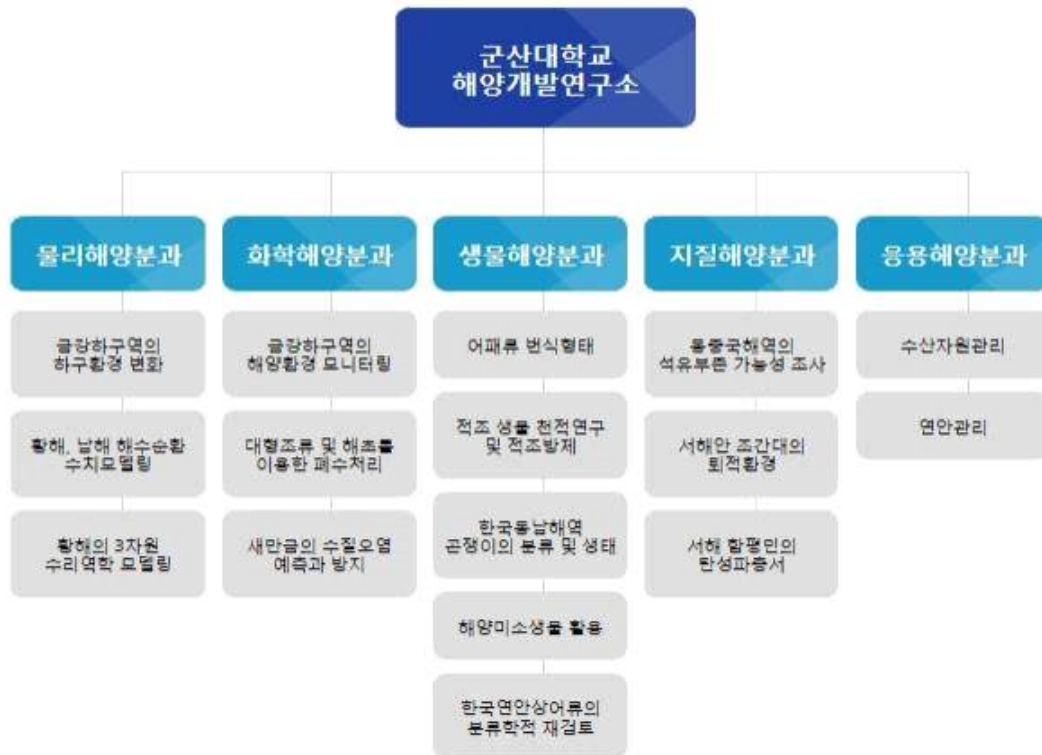 군산대학교
해양개발연구소
물리해양분과
화학해양분과
생물해양분과
지질해양분과
응용해양분과
금강하구역의
하구환경 변화
황해, 남해 해수순환
수치모델링
황해의 3차원
수리역학 모델링
금강하구역의
해양환경 모니터링
대형조류 및 해초를
이용한 폐수처리
새만금의 수질오염
예측과 방지
어패류 번식형태
적조 생물 천적연구
및 적조방제
한국동남해역
곤쟁이의 분류 및 생태
해양미소생물 활용
한국연안상어류의
분류학적 재검토
동중국해역의
석유부존 가능성 조사
서해안 조간대의
퇴적환경
서해 함평만의
탄성파층서
수산자원관리
연안관리